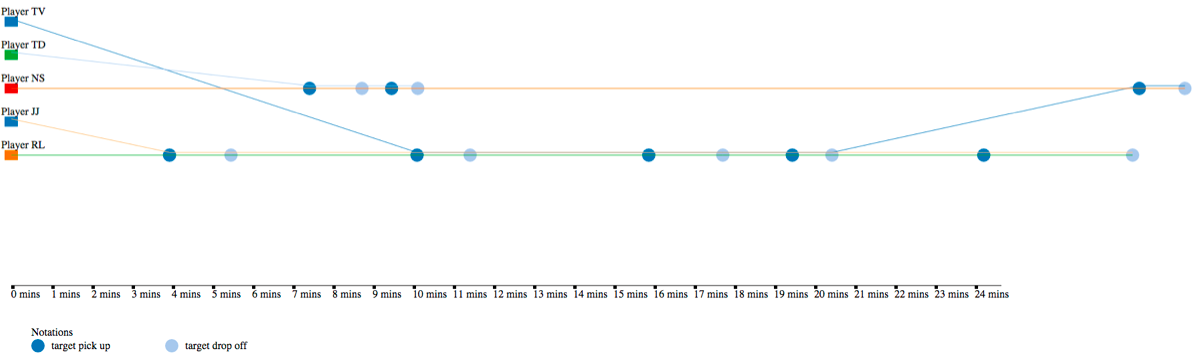 Player TV
Player TD
Player NS
Player JJ
Player RL
0 mins 1 mins 2 mins 3 mins 4 mins 5 mins 6 mins 7 mins 8 mins 9 mins 10 mins 11 mins 12 mins 13 mins 14 mins 15 mins 16 mins 17 mins 18 mins 19 mins 20 mins 21 mins 22 mins 23 mins 24 mins
Notations
target pick up target drop off